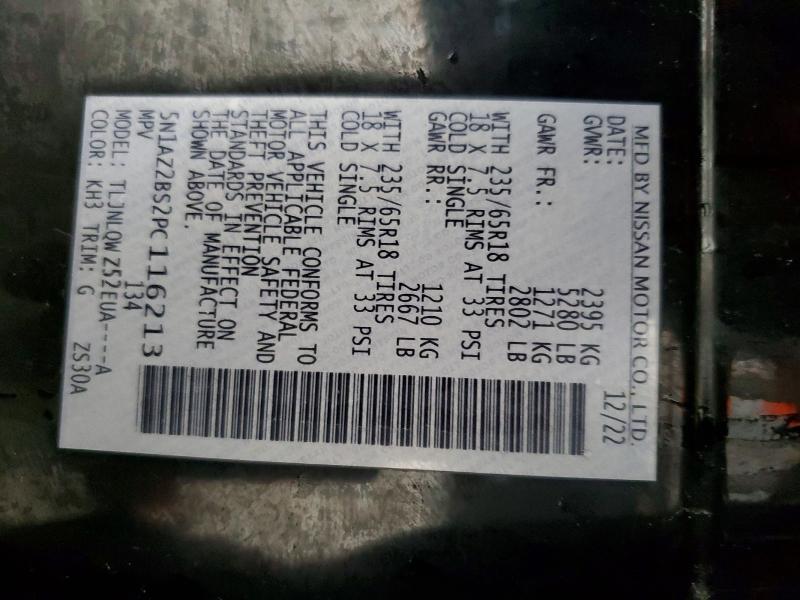 MFD BY NISSAN MOTOR CO., LTD.
DATE: 12/22
GVWR: 2395 KG
5280 LB
GAWR FR.: 1271 KG
2802 LB
WITH 235/65R18 TIRES
18 X 7.5 RIMS AT 33 PSI
COLD SINGLE
GAWR RR.: 1210 KG
2667 LB
WITH 235/65R18 TIRES
18 X 7.5 RIMS AT 33 PSI
COLD SINGLE
THIS VEHICLE CONFORMS TO
ALL APPLICABLE FEDERAL
MOTOR VEHICLE SAFETY AND
THEFT PREVENTION
STANDARDS IN EFFECT ON
THE DATE OF MANUFACTURE
SHOWN ABOVE.
5N1AZ2BS2PC116213
MPV 134
MODEL: TLJNLQWZ52EUA----A
COLOR: KH3 TRIM: G ZS30A